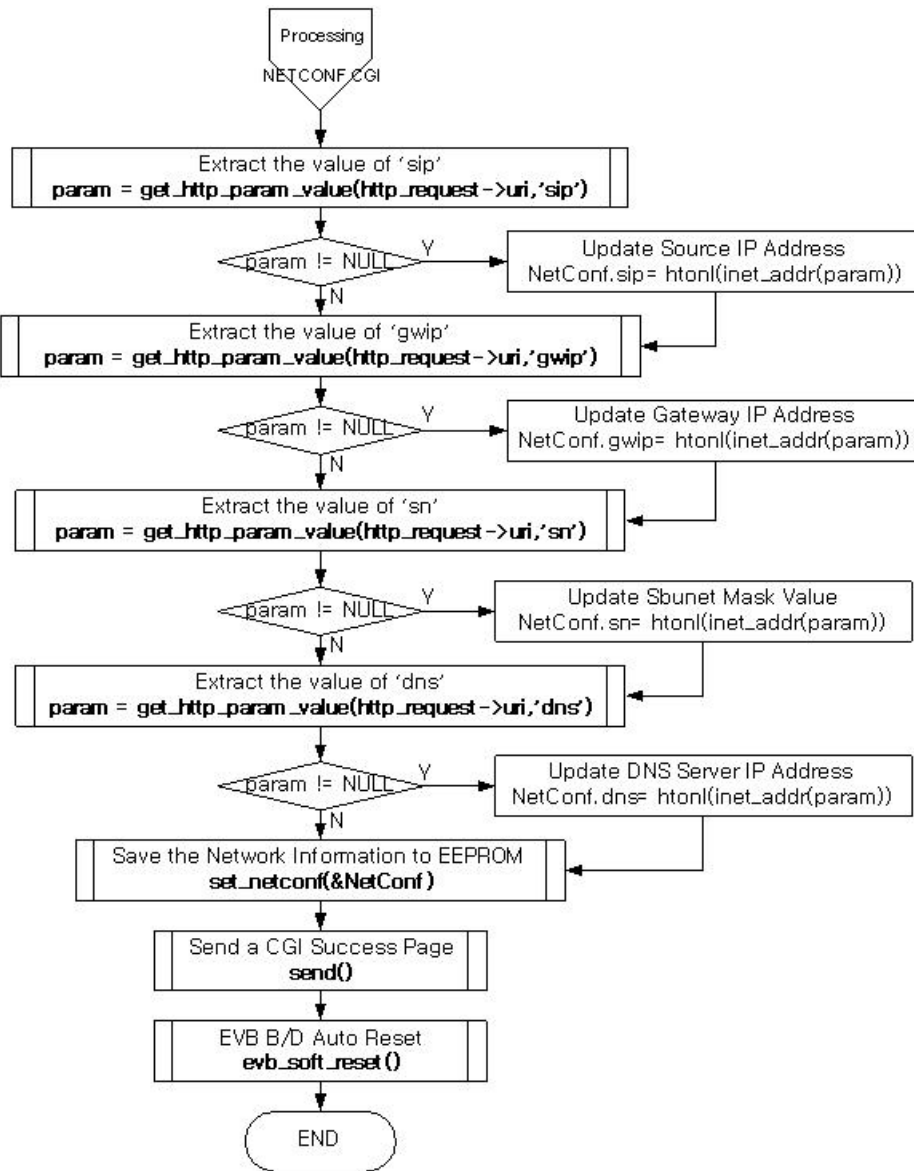 Processing
NETCONF.CGI
Extract the value of ‘sip’
param = get_http_param_value(http_request->uri,‘sip’)
param != NULL
Y
Update Source IP Address
NetConf.sip= htonl(inet_addr(param))
N
Extract the value of ‘gwip’
param = get_http_param_value(http_request->uri,‘gwip’)
param != NULL
Y
Update Gateway IP Address
NetConf.gwip= htonl(inet_addr(param))
N
Extract the value of ‘sn’
param = get_http_param_value(http_request->uri,‘sn’)
param != NULL
Y
Update Sbunet Mask Value
NetConf.sn= htonl(inet_addr(param))
N
Extract the value of ‘dns’
param = get_http_param_value(http_request->uri,‘dns’)
param != NULL
Y
Update DNS Server IP Address
NetConf.dns= htonl(inet_addr(param))
N
Save the Network Information to EEPROM
set_netconf(&NetConf)
Send a CGI Success Page
send()
EVB B/D Auto Reset
evb_soft_reset()
END